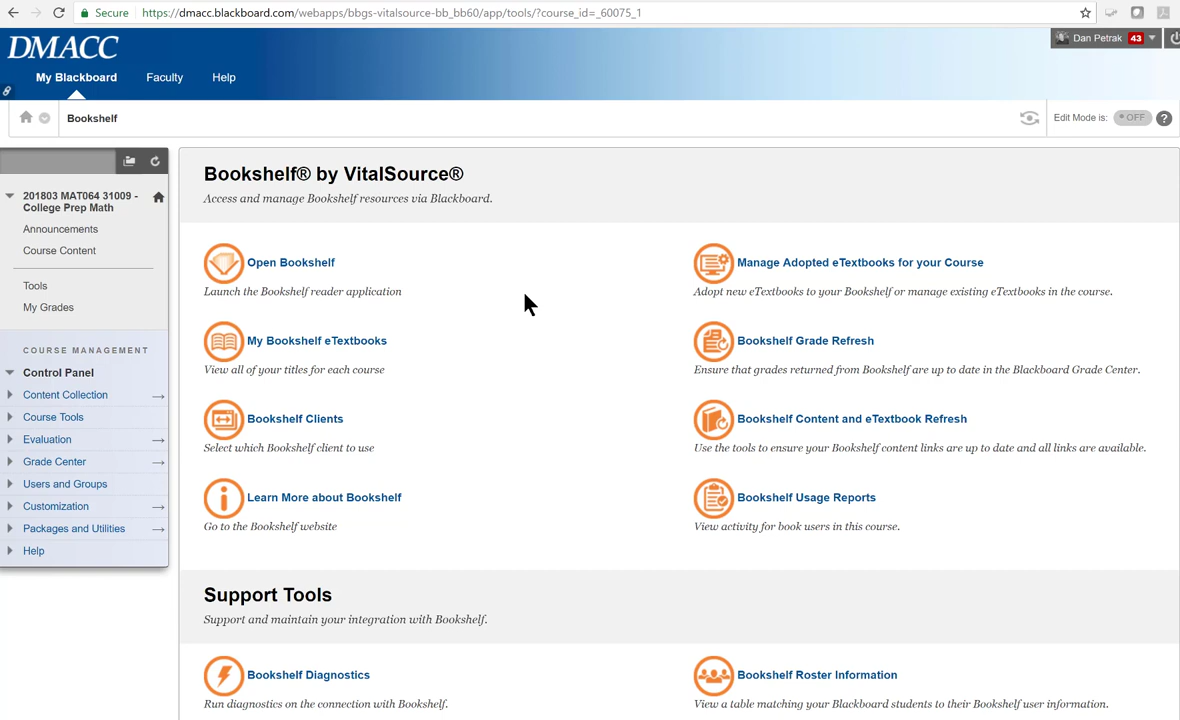 Secure https://dmacc.blackboard.com/webapps/bbgs-vitalsource-bb_bb60/app/tools/?course_id=_60075_1
DMACC
Dan Petrak 43
My Blackboard Faculty Help
Bookshelf
Edit Mode is: OFF ?
201803 MAT064 31009 -
College Prep Math
Announcements
Course Content
Tools
My Grades
COURSE MANAGEMENT
Control Panel
Content Collection
Course Tools
Evaluation
Grade Center
Users and Groups
Customization
Packages and Utilities
Help
Bookshelf® by VitalSource®
Access and manage Bookshelf resources via Blackboard.
Open Bookshelf
Launch the Bookshelf reader application
Manage Adopted eTextbooks for your Course
Adopt new eTextbooks to your Bookshelf or manage existing eTextbooks in the course.
My Bookshelf eTextbooks
View all of your titles for each course
Bookshelf Grade Refresh
Ensure that grades returned from Bookshelf are up to date in the Blackboard Grade Center.
Bookshelf Clients
Select which Bookshelf client to use
Bookshelf Content and eTextbook Refresh
Use the tools to ensure your Bookshelf content links are up to date and all links are available.
Learn More about Bookshelf
Go to the Bookshelf website
Bookshelf Usage Reports
View activity for book users in this course.
Support Tools
Support and maintain your integration with Bookshelf.
Bookshelf Diagnostics
Run diagnostics on the connection with Bookshelf.
Bookshelf Roster Information
View a table matching your Blackboard students to their Bookshelf user information.